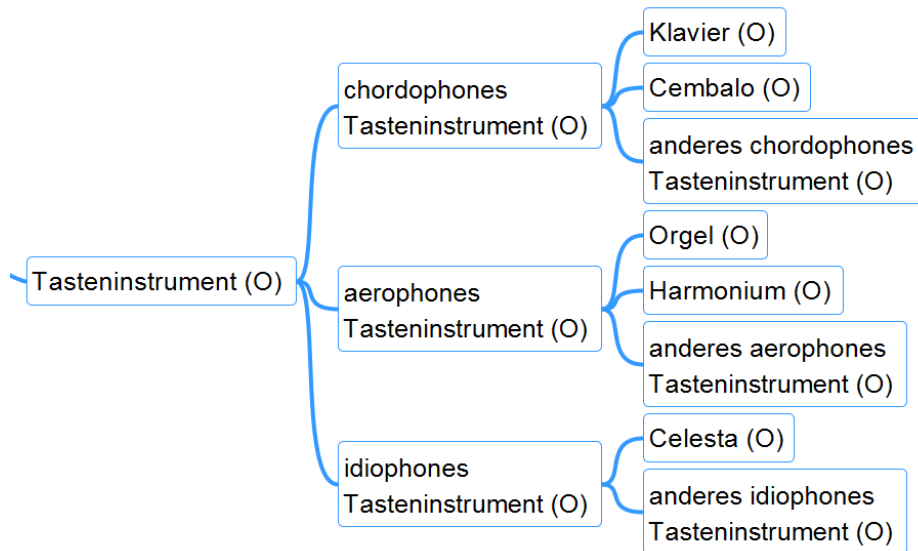 Klavier (O)
chordophones
Tasteninstrument (O)
Cembalo (O)
anderes chordophones
Tasteninstrument (O)
Tasteninstrument (O)
Orgel (O)
aerophones
Tasteninstrument (O)
Harmonium (O)
anderes aerophones
Tasteninstrument (O)
Celesta (O)
idiophones
Tasteninstrument (O)
anderes idiophones
Tasteninstrument (O)